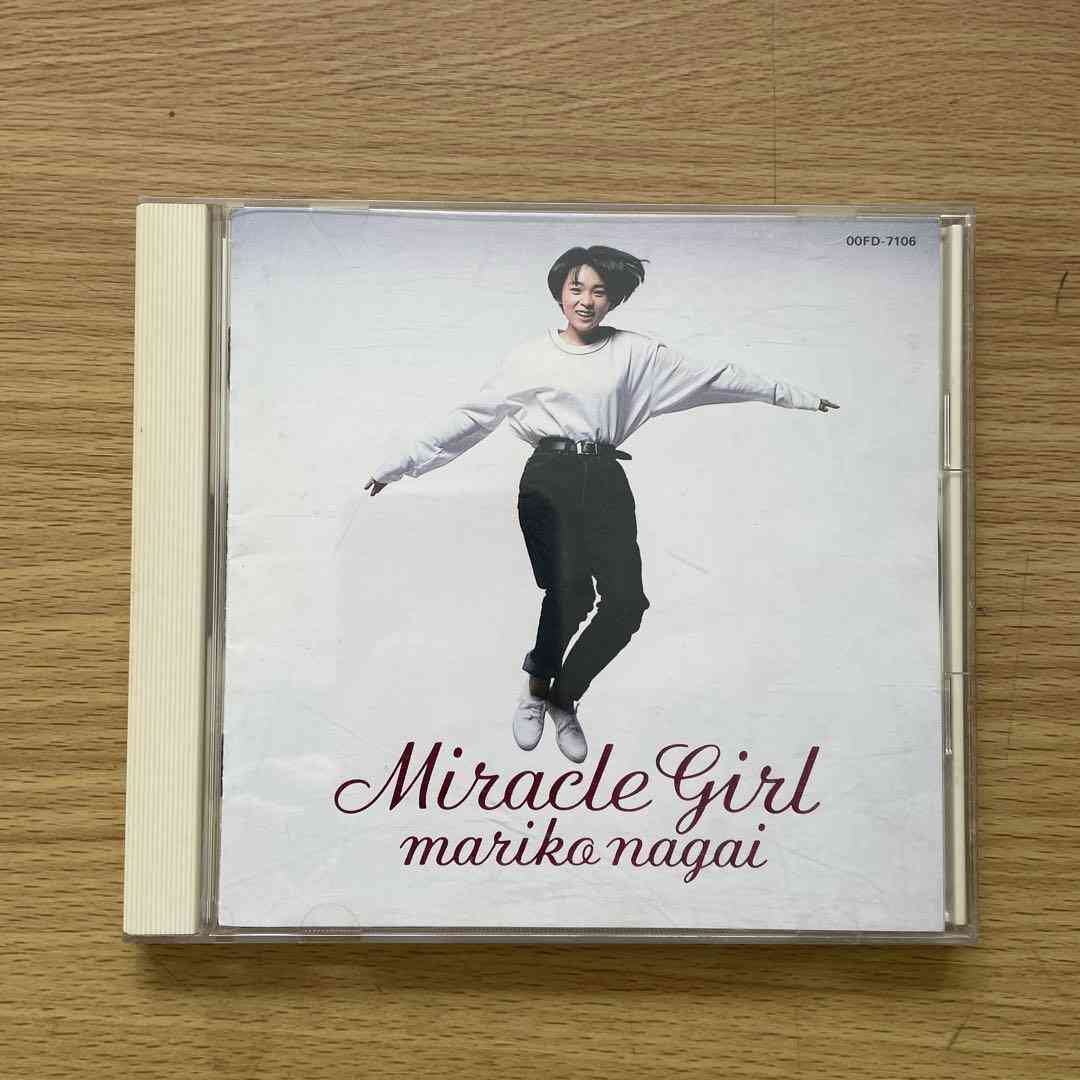 00FD-7106
Miracle Girl
mariko nagai